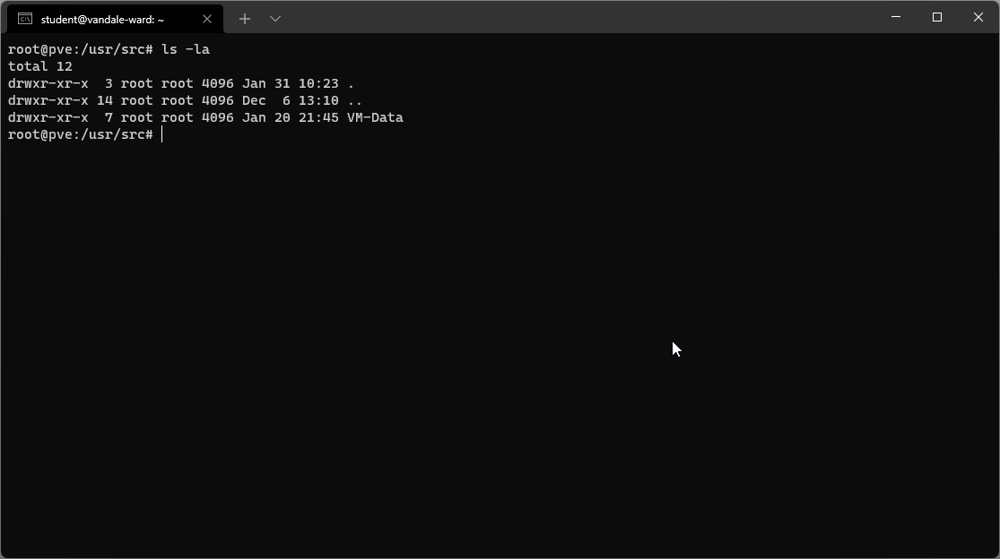 student@vandale-ward: ~
root@pve:/usr/src# ls -la
total 12
drwxr-xr-x  3 root root 4096 Jan 31 10:23 .
drwxr-xr-x 14 root root 4096 Dec  6 13:10 ..
drwxr-xr-x  7 root root 4096 Jan 20 21:45 VM-Data
root@pve:/usr/src#